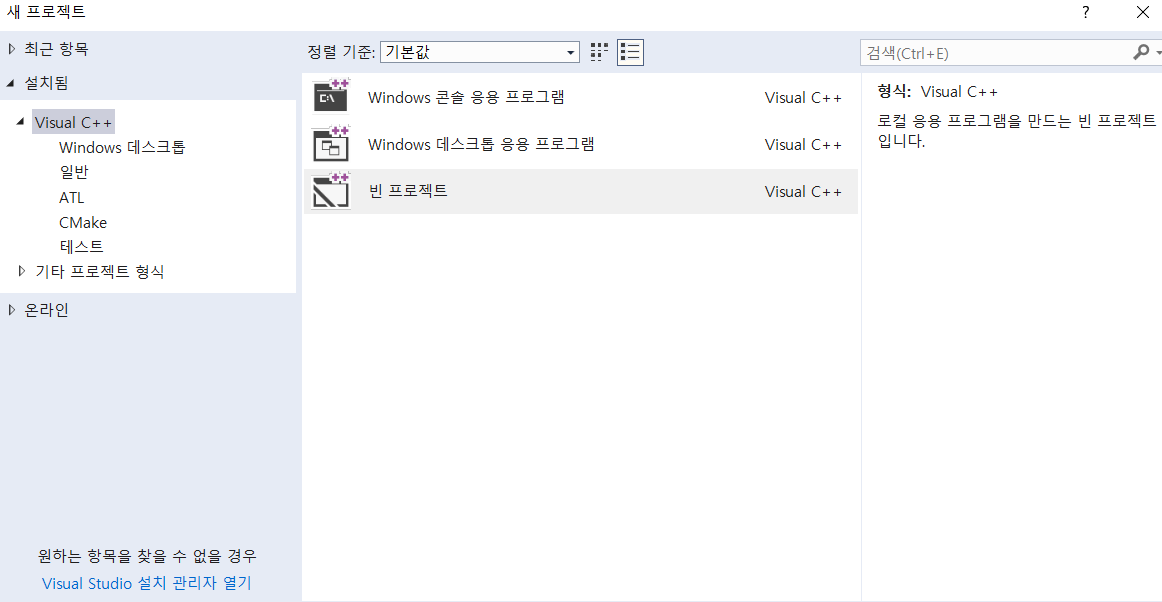 새 프로젝트
?
최근 항목
설치됨
Visual C++
Windows 데스크톱
일반
ATL
CMake
테스트
기타 프로젝트 형식
온라인
원하는 항목을 찾을 수 없을 경우
Visual Studio 설치 관리자 열기
정렬 기준: 기본값
Windows 콘솔 응용 프로그램 Visual C++
Windows 데스크톱 응용 프로그램 Visual C++
빈 프로젝트 Visual C++
검색(Ctrl+E)
형식: Visual C++
로컬 응용 프로그램을 만드는 빈 프로젝트
입니다.